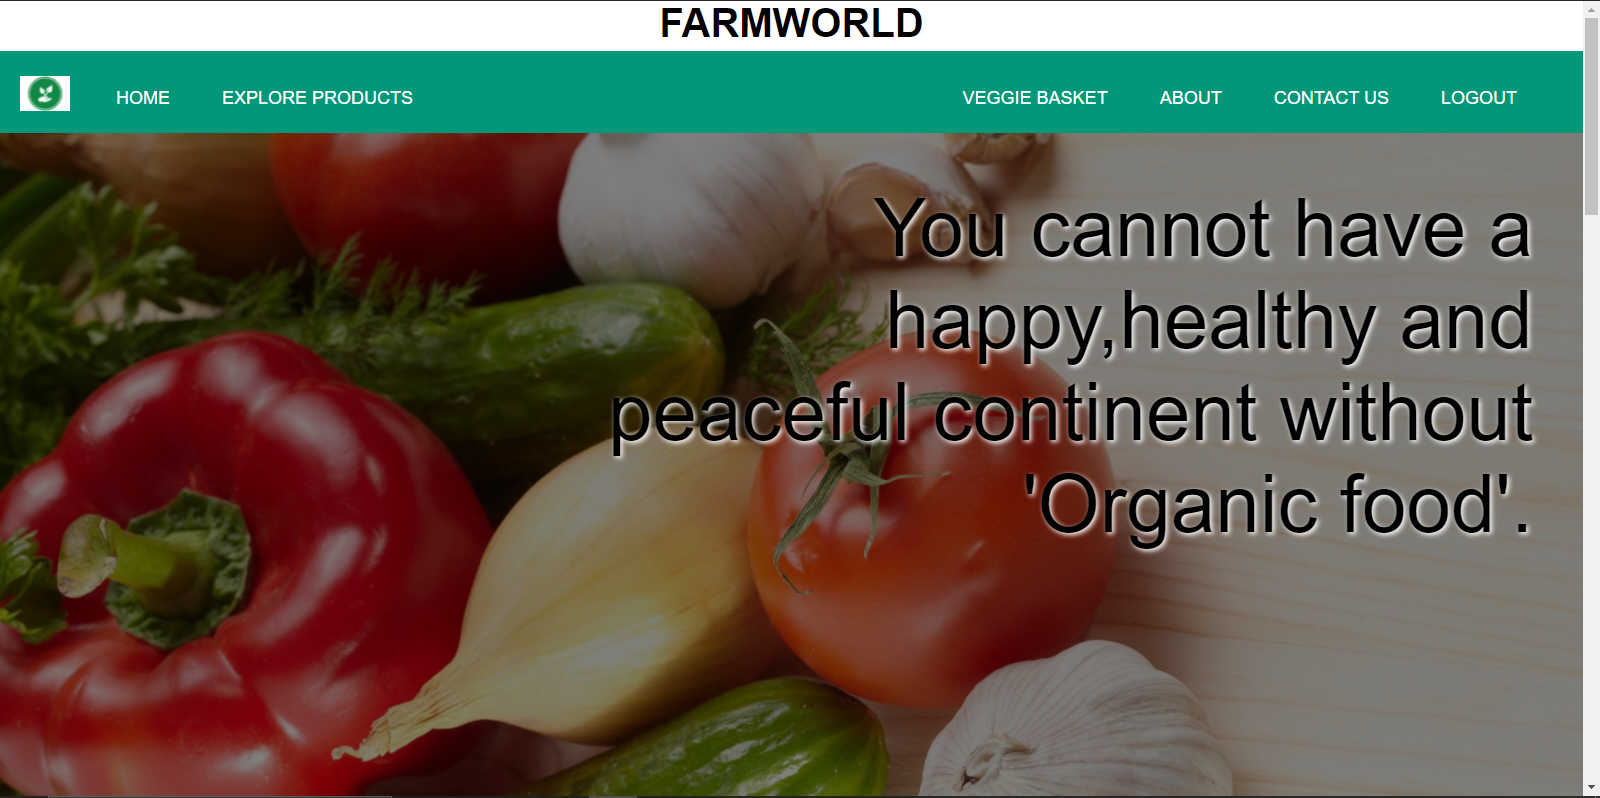 FARMWORLD
HOME EXPLORE PRODUCTS VEGGIE BASKET ABOUT CONTACT US LOGOUT
You cannot have a
happy,healthy and
peaceful continent without
'Organic food'.